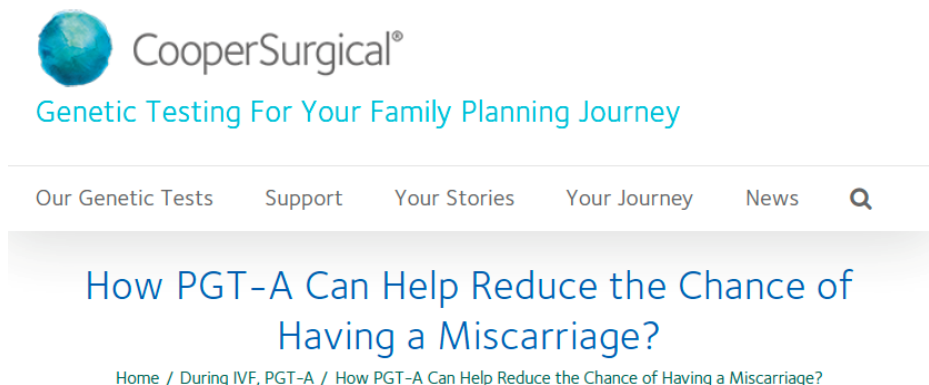 CooperSurgical®
Genetic Testing For Your Family Planning Journey
Our Genetic Tests Support Your Stories Your Journey News
How PGT-A Can Help Reduce the Chance of
Having a Miscarriage?
Home / During IVF, PGT-A / How PGT-A Can Help Reduce the Chance of Having a Miscarriage?